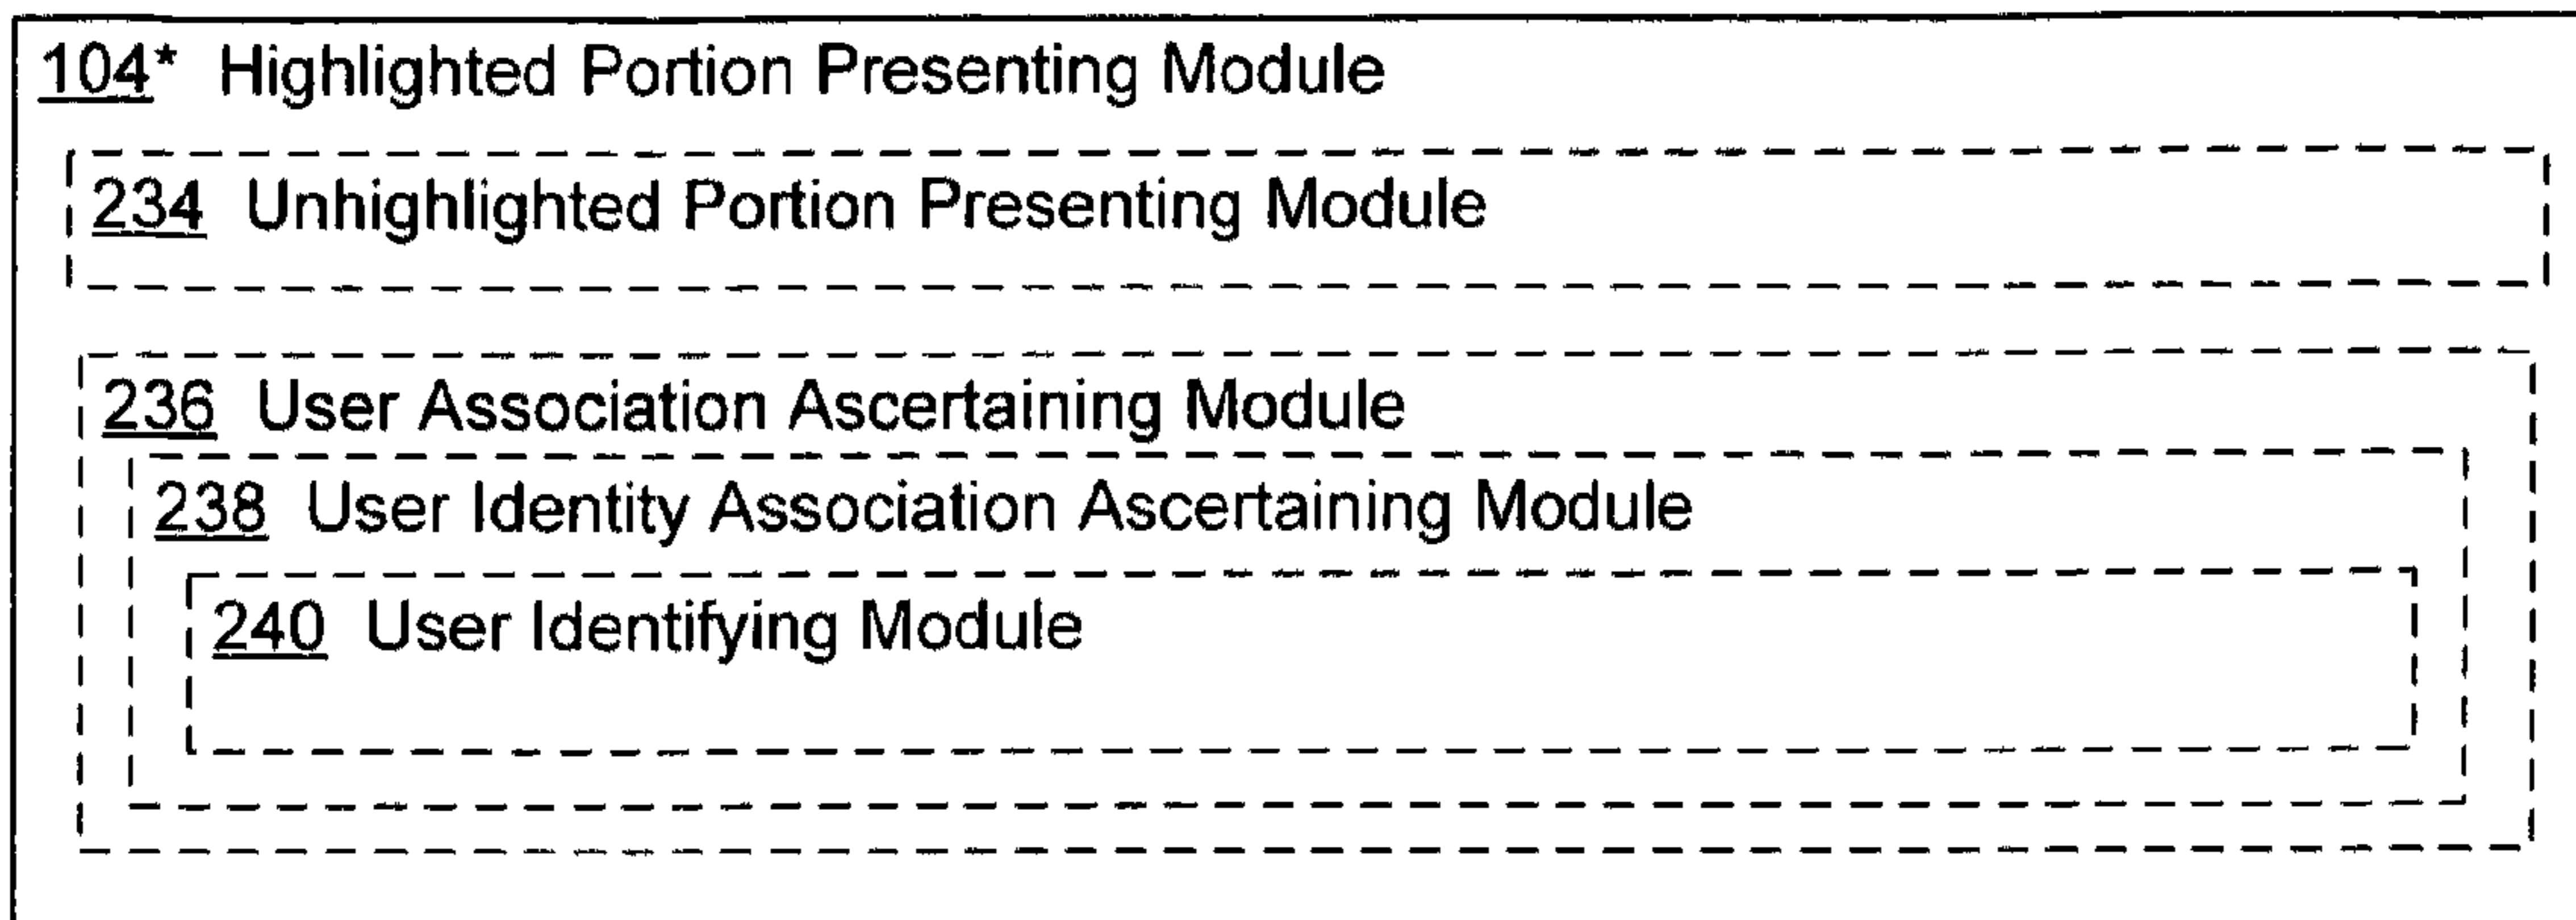 104* Highlighted Portion Presenting Module
234 Unhighlighted Portion Presenting Module
236 User Association Ascertaining Module
238 User Identity Association Ascertaining Module
240 User Identifying Module